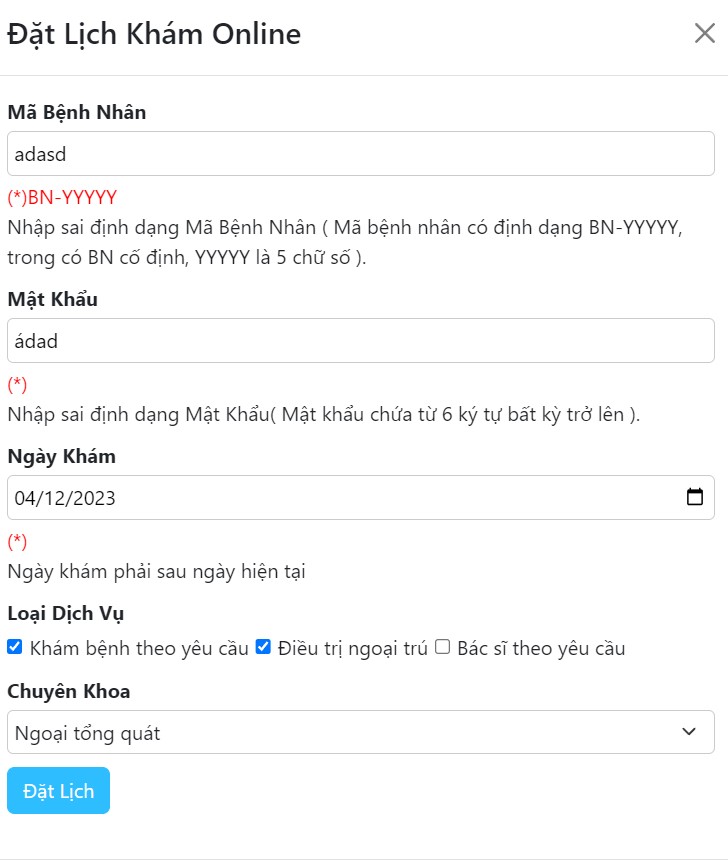 Đặt Lịch Khám Online
Mã Bệnh Nhân
adasd
(*)BN-YYYYY
Nhập sai định dạng Mã Bệnh Nhân ( Mã bệnh nhân có định dạng BN-YYYYY,
trong có BN cố định, YYYYY là 5 chữ số ).
Mật Khẩu
ádad
(*)
Nhập sai định dạng Mật Khẩu( Mật khẩu chứa từ 6 ký tự bất kỳ trở lên ).
Ngày Khám
04/12/2023
(*)
Ngày khám phải sau ngày hiện tại
Loại Dịch Vụ
Khám bệnh theo yêu cầu Điều trị ngoại trú Bác sĩ theo yêu cầu
Chuyên Khoa
Ngoại tổng quát
Đặt Lịch